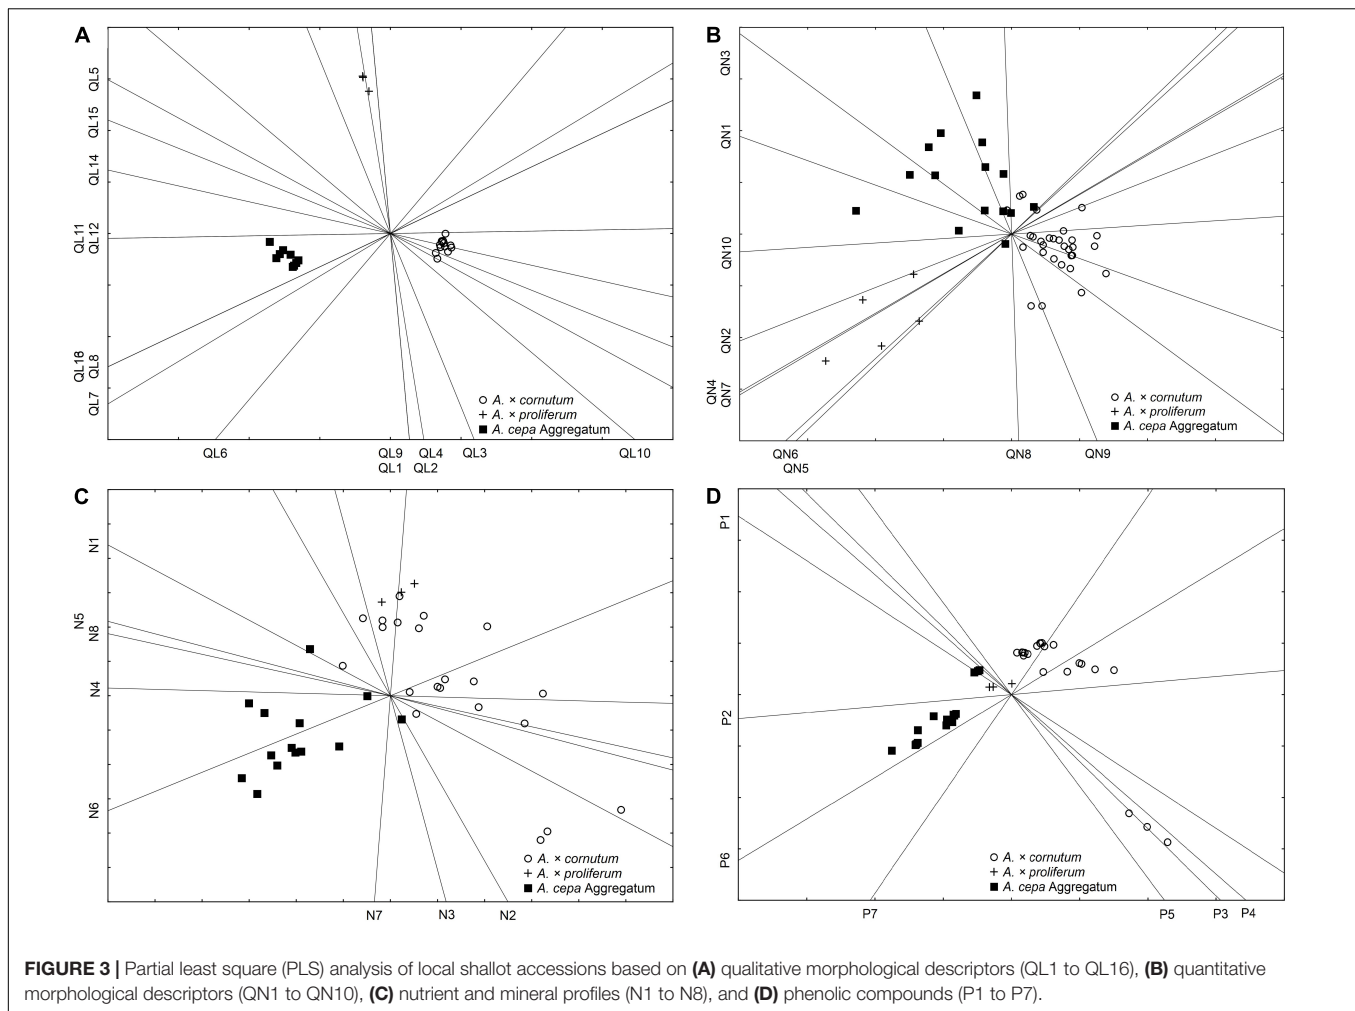 A
QL5
QL15
QL14
QL11
QL12
QL16
QL8
QL7
QL6
QL9
QL1
QL4
QL2
QL3
QL10
A. × cornutum
A. × proliferum
A. cepa Aggregatum
B
QN3
QN1
QN10
QN2
QN4
QN7
QN6
QN5
QN8
QN9
A. × cornutum
A. × proliferum
A. cepa Aggregatum
C
N1
N5
N8
N4
N6
N7
N3
N2
A. × cornutum
A. × proliferum
A. cepa Aggregatum
D
P1
P2
P6
P7
P5
P3
P4
A. × cornutum
A. × proliferum
A. cepa Aggregatum
FIGURE 3 | Partial least square (PLS) analysis of local shallot accessions based on (A) qualitative morphological descriptors (QL1 to QL16), (B) quantitative
morphological descriptors (QN1 to QN10), (C) nutrient and mineral profiles (N1 to N8), and (D) phenolic compounds (P1 to P7).